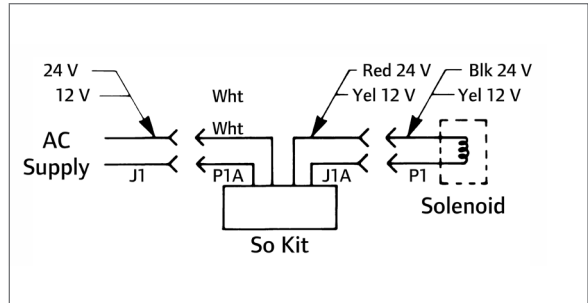 24 V
12 V
Wht
Red 24 V
Yel 12 V
Blk 24 V
Yel 12 V
Wht
AC
Supply
J1
P1A
J1A
P1
Solenoid
So Kit